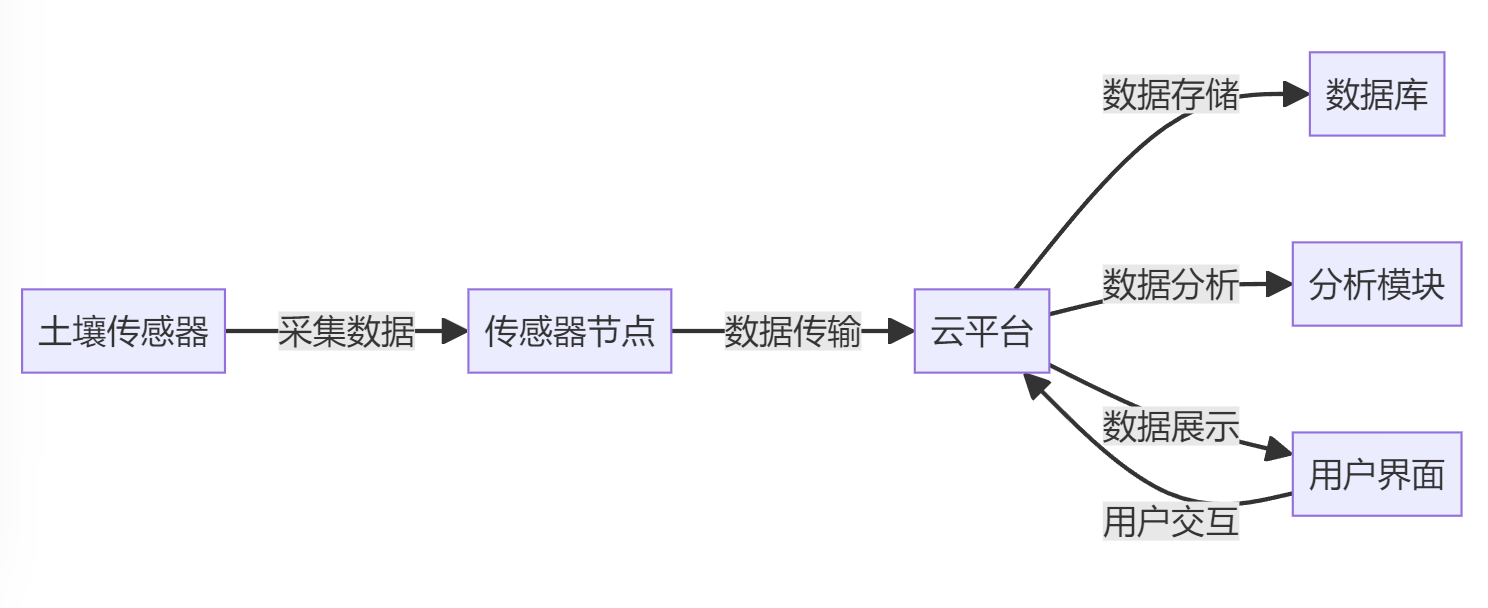 土壤传感器
采集数据
传感器节点
数据传输
云平台
数据存储
数据库
数据分析
分析模块
数据展示
用户界面
用户交互